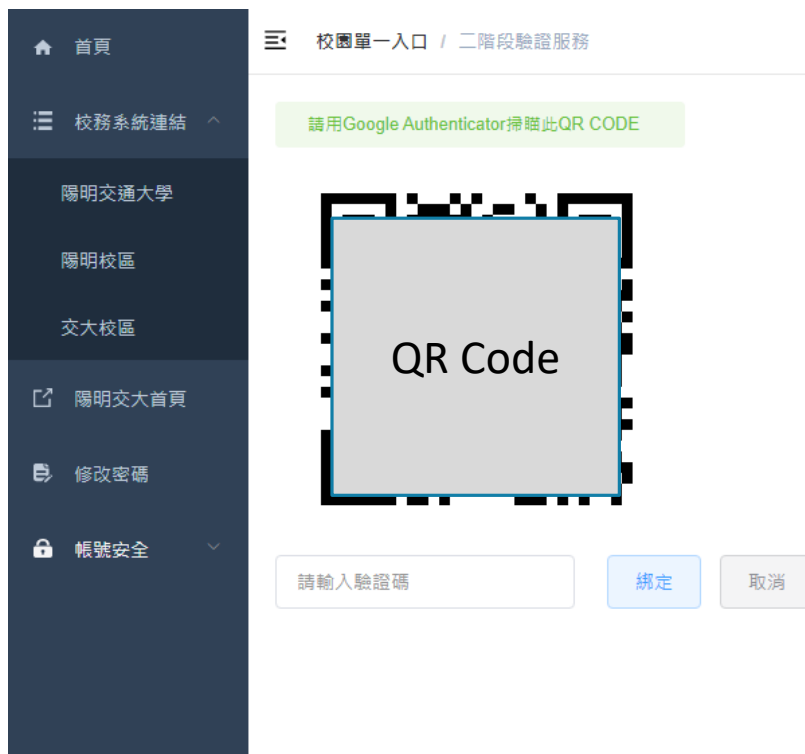 首頁
校園單一入口 / 二階段驗證服務
校務系統連結
請用Google Authenticator掃瞄此QR CODE
陽明交通大學
陽明校區
交大校區
QR Code
陽明交大首頁
修改密碼
帳號安全
請輸入驗證碼
綁定
取消